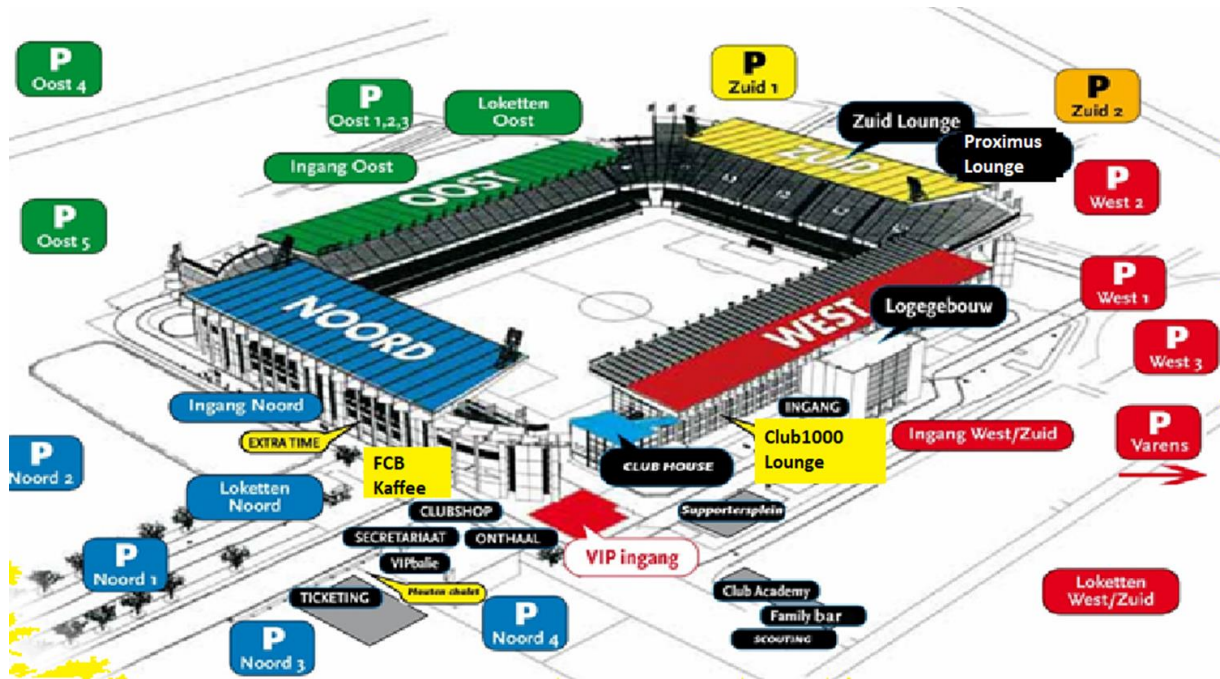 P
Oost 4
P
Oost 1,2,3
Loketten
Oost
P
Zuid 1
P
Zuid 2
Zuid Lounge
Proximus
Lounge
Ingang Oost
OOST
ZUID
P
West 2
P
Oost 5
NOORD
WEST
Logegebouw
P
West 1
P
West 3
Ingang Noord
EXTRA TIME
INGANG
Club1000
Lounge
Ingang West/Zuid
P
Varens
P
Noord 2
FCB
Kaffee
CLUB HOUSE
Loketten
Noord
CLUBSHOP
Supportersplein
SECRETARIAAT
ONTHAAL
VIP ingang
P
Noord 1
VIPbalie
Houten chalet
TICKETING
P
Noord 4
Club Academy
Family bar
SCOUTING
Loketten
West/Zuid
P
Noord 3